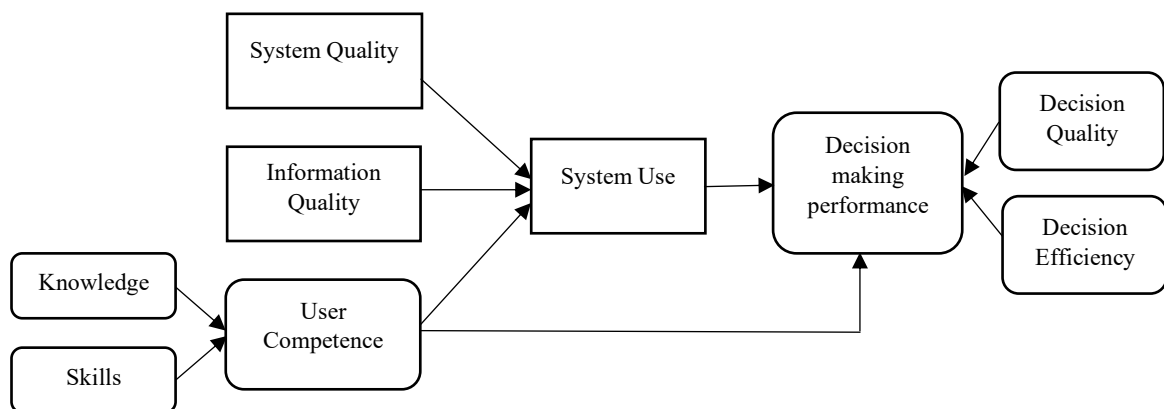 System Quality
Information
Quality
Knowledge
Skills
User
Competence
System Use
Decision
making
performance
Decision
Quality
Decision
Efficiency